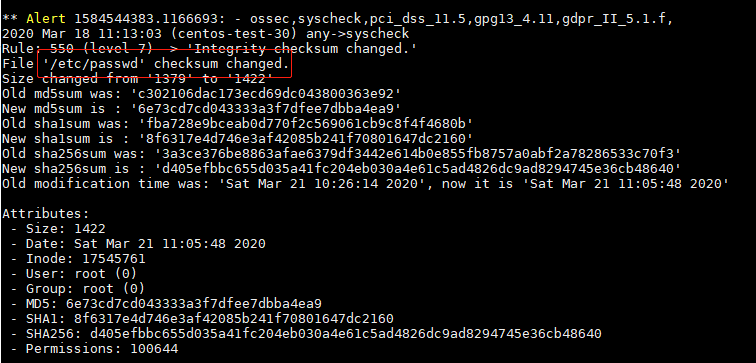 ** Alert 1584544383.1166693: - ossec,syscheck,pci_dss_11.5,gpg13_4.11,gdpr_II_5.1.f,
2020 Mar 18 11:13:03 (centos-test-30) any->syscheck
Rule: 550 (level 7) -> 'Integrity checksum changed.'
File '/etc/passwd' checksum changed.
Size changed from '1379' to '1422'
Old md5sum was: 'c302106dac173ecd69dc043800363e92'
New md5sum is : '6e73cd7cd043333a3f7dfee7dbba4ea9'
Old sha1sum was: 'fba728e9bceab0d770f2c569061cb9c8f4f4680b'
New sha1sum is : '8f6317e4d746e3af42085b241f70801647dc2160'
Old sha256sum was: '3a3ce376be8863afae6379df3442e614b0e855fb8757a0abf2a78286533c70f3'
New sha256sum is : 'd405efbbc655d035a41fc204eb030a4e61c5ad4826dc9ad8294745e36cb48640'
Old modification time was: 'Sat Mar 21 10:26:14 2020', now it is 'Sat Mar 21 11:05:48 2020'
Attributes:
- Size: 1422
- Date: Sat Mar 21 11:05:48 2020
- Inode: 17545761
- User: root (0)
- Group: root (0)
- MD5: 6e73cd7cd043333a3f7dfee7dbba4ea9
- SHA1: 8f6317e4d746e3af42085b241f70801647dc2160
- SHA256: d405efbbc655d035a41fc204eb030a4e61c5ad4826dc9ad8294745e36cb48640
- Permissions: 100644